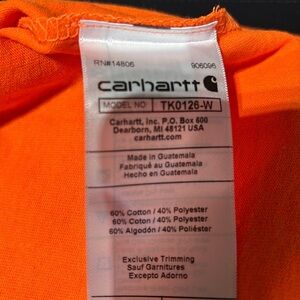 RN#14806 906096
carhartt
MODEL NO TK0126-W
Carhartt, Inc. P.O. Box 600
Dearborn, MI 48121 USA
carhartt.com
Made in Guatemala
Fabriqué au Guatemala
Hecho en Guatemala
60% Cotton / 40% Polyester
60% Coton / 40% Polyester
60% Algodón / 40% Poliéster
Exclusive Trimming
Sauf Garnitures
Excepto Adorno